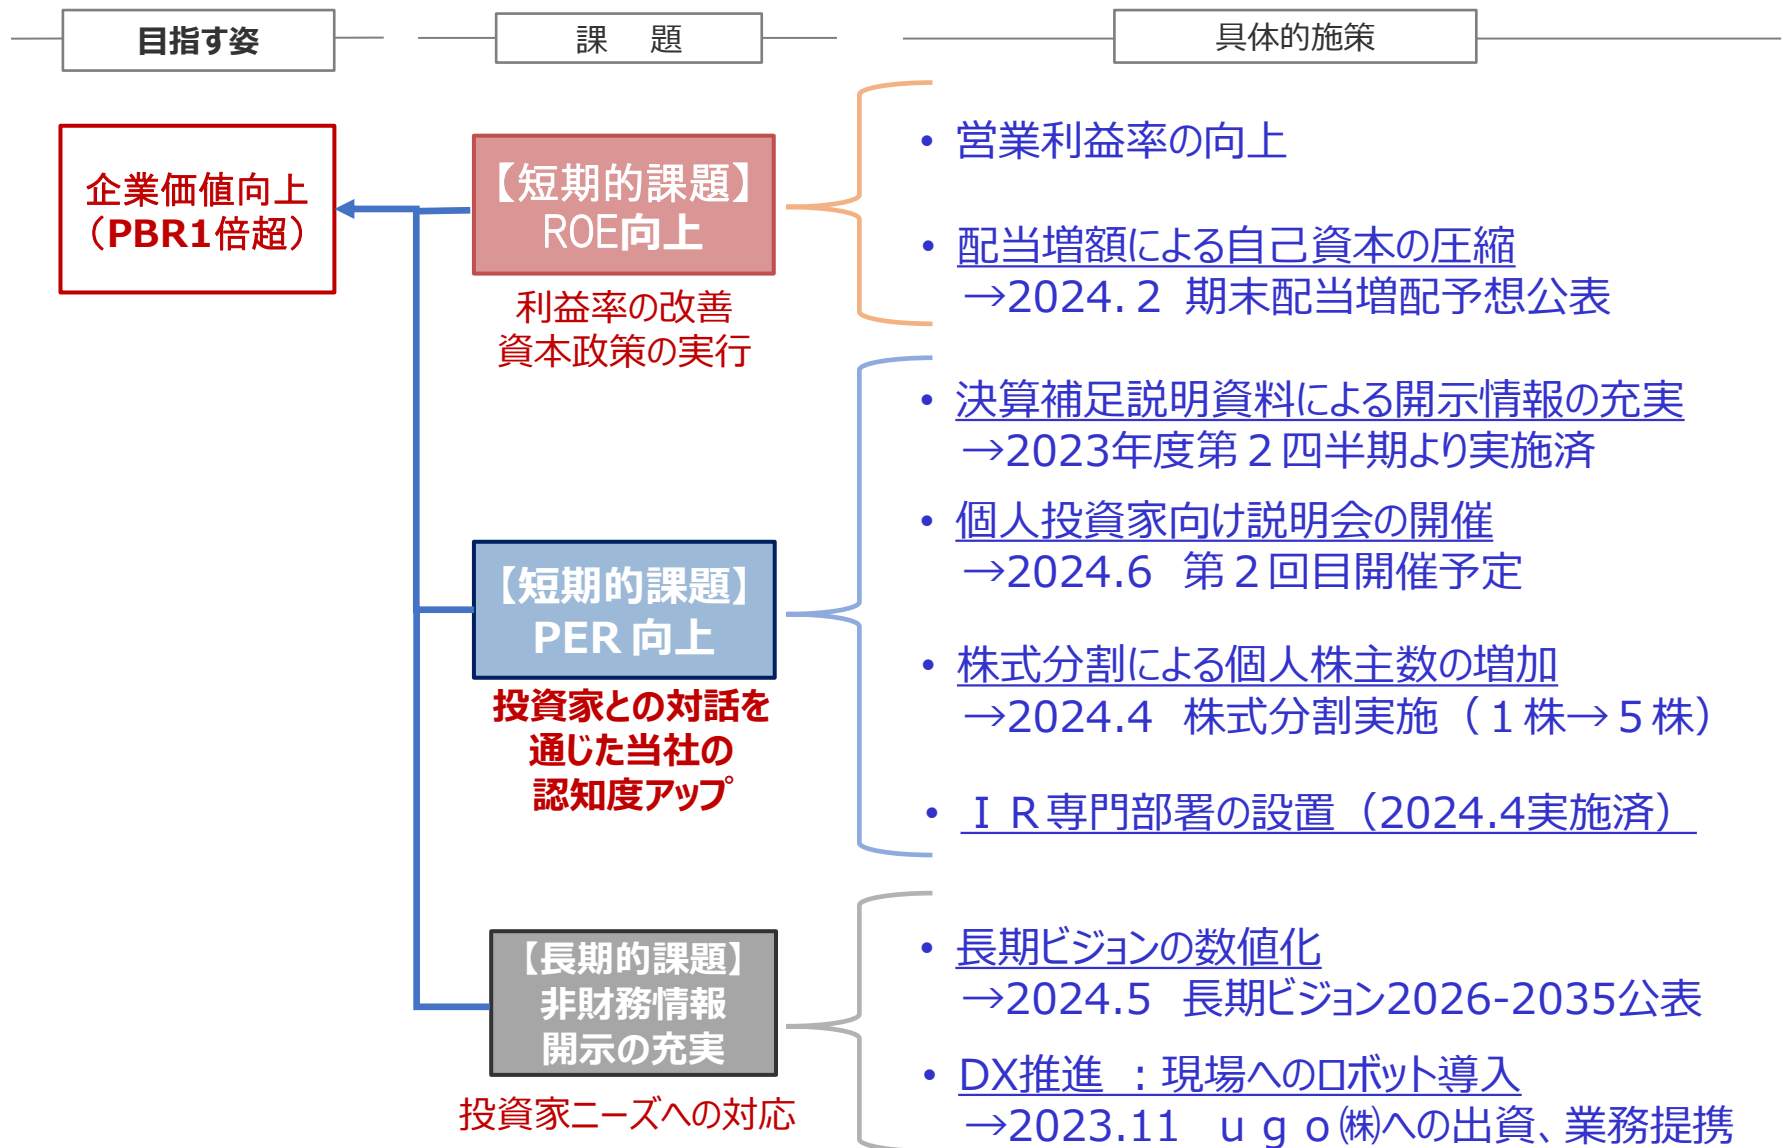 目指す姿
課　題
具体的施策
企業価値向上
（PBR1倍超）
【短期的課題】
ROE向上
利益率の改善
資本政策の実行
• 営業利益率の向上
• 配当増額による自己資本の圧縮
→2024.２ 期末配当増配予想公表
【短期的課題】
PER 向上
投資家との対話を
通じた当社の
認知度アップ
• 決算補足説明資料による開示情報の充実
→2023年度第２四半期より実施済
• 個人投資家向け説明会の開催
→2024.6 第２回目開催予定
• 株式分割による個人株主数の増加
→2024.4 株式分割実施（１株→５株）
• ＩＲ専門部署の設置（2024.4実施済）
【長期的課題】
非財務情報
開示の充実
投資家ニーズへの対応
• 長期ビジョンの数値化
→2024.5 長期ビジョン2026-2035公表
• DX推進 ：現場へのロボット導入
→2023.11 ｕｇｏ㈱への出資、業務提携